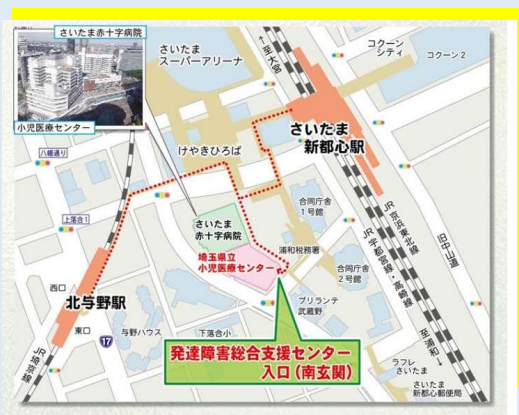 さいたま赤十字病院
小児医療センター
さいたま
スーパーアリーナ
至大宮
コクーン
シティ
コクーン2
さいたま
新都心駅
けやきひろば
八幡通り
上落合1
さいたま
赤十字病院
埼玉県立
小児医療センター
合同庁舎
1号館
浦和税務署
合同庁舎
2号館
ブリランテ
武蔵野
JR京浜東北線
JR宇都宮線・高崎線
旧中山道
至浦和
西口
北与野駅
東口
17
与野ハウス
下落合小
JR埼京線
発達障害総合支援センター
入口(南玄関)
ラフレ
さいたま
さいたま
新都心郵便局